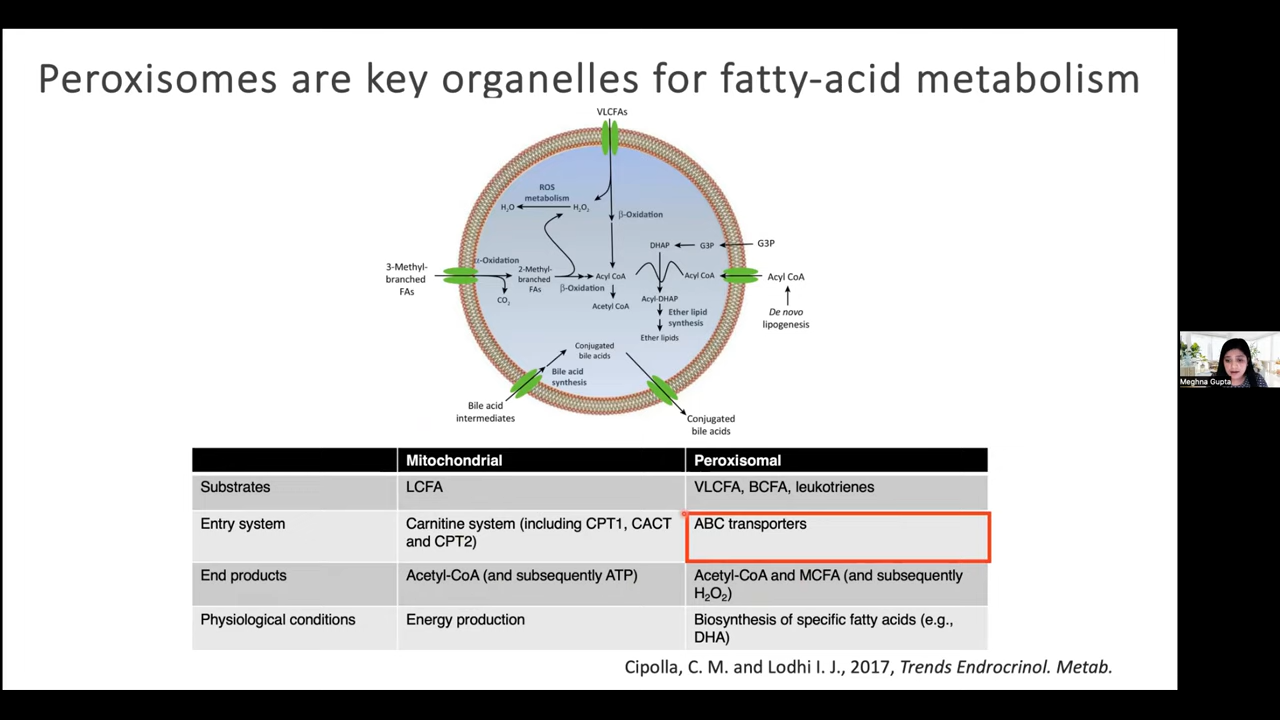 Peroxisomes are key organelles for fatty-acid metabolism
VLCFAs
ROS
metabolism
H₂O
H₂O₂
β-Oxidation
DHAP
G3P
G3P
3-Methyl-
branched
FAs
α-Oxidation
2-Methyl-
branched
FAs
CO₂
β-Oxidation
Acyl CoA
Acetyl CoA
Acyl CoA
Acyl CoA
Acyl-DHAP
Ether lipid
synthesis
Ether lipids
De novo
lipogenesis
Conjugated
bile acids
Bile acid
synthesis
Bile acid
intermediates
Conjugated
bile acids
Meghna Gupta
Mitochondrial Peroxisomal
Substrates LCFA VLCFA, BCFA, leukotrienes
Entry system Carnitine system (including CPT1, CACT ABC transporters
and CPT2)
End products Acetyl-CoA (and subsequently ATP) Acetyl-CoA and MCFA (and subsequently
H₂O₂)
Physiological conditions Energy production Biosynthesis of specific fatty acids (e.g.,
DHA)
Cipolla, C. M. and Lodhi I. J., 2017, Trends Endocrinol. Metab.